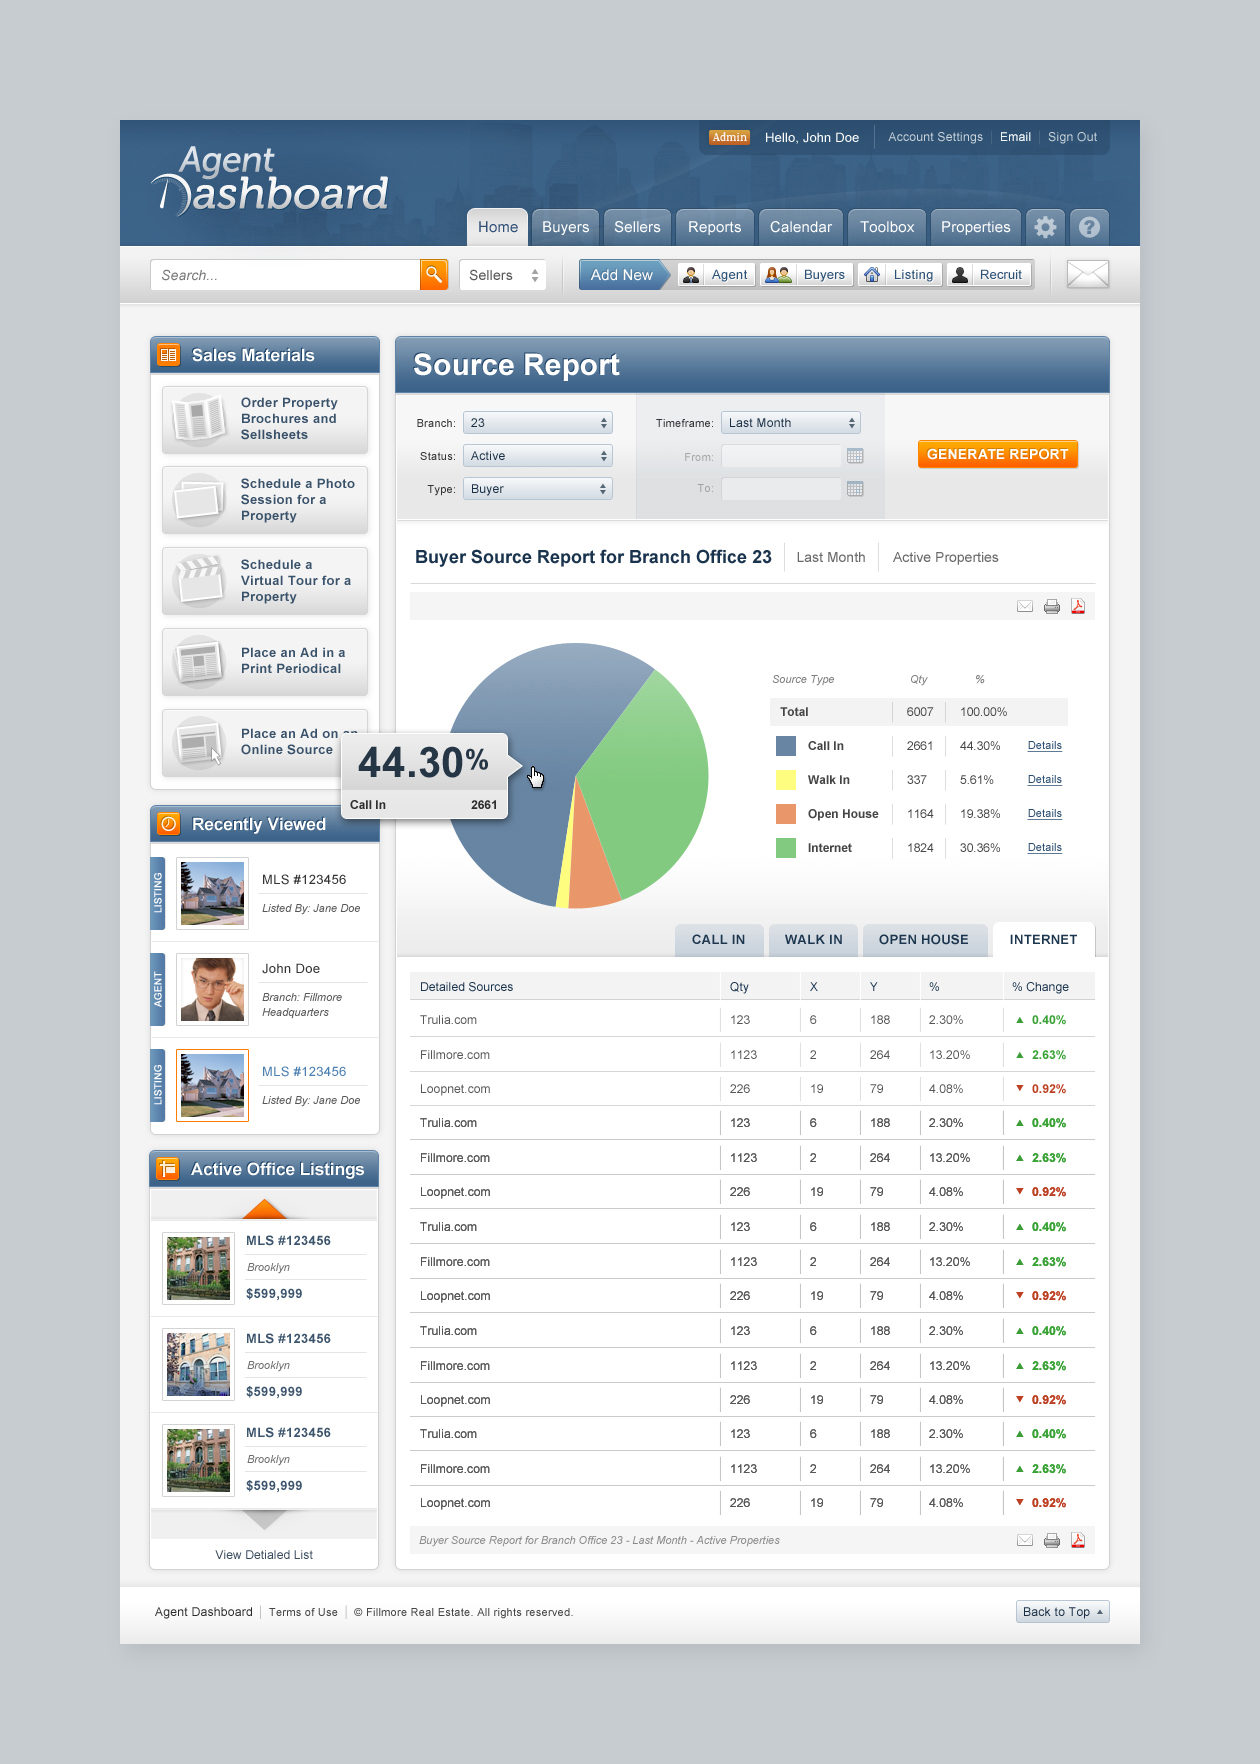 Admin Hello, John Doe Account Settings Email Sign Out
Agent
Dashboard
Home Buyers Sellers Reports Calendar Toolbox Properties ?
Search... Sellers Add New Agent Buyers Listing Recruit
Sales Materials
Order Property
Brochures and
Sellsheets
Schedule a Photo
Session for a
Property
Schedule a
Virtual Tour for a
Property
Place an Ad in a
Print Periodical
Place an Ad on an
Online Source
Recently Viewed
LISTING
MLS #123456
Listed By: Jane Doe
AGENT
John Doe
Branch: Fillmore
Headquarters
LISTING
MLS #123456
Listed By: Jane Doe
Active Office Listings
MLS #123456
Brooklyn
$599,999
MLS #123456
Brooklyn
$599,999
MLS #123456
Brooklyn
$599,999
View Detialed List
Source Report
Branch: 23
Status: Active
Type: Buyer
Timeframe: Last Month
From:
To:
GENERATE REPORT
Buyer Source Report for Branch Office 23 Last Month Active Properties
44.30%
Call In 2661
Source Type Qty %
Total 6007 100.00%
Call In 2661 44.30% Details
Walk In 337 5.61% Details
Open House 1164 19.38% Details
Internet 1824 30.36% Details
CALL IN WALK IN OPEN HOUSE INTERNET
Detailed Sources Qty X Y % % Change
Trulia.com 123 6 188 2.30% 0.40%
Fillmore.com 1123 2 264 13.20% 2.63%
Loopnet.com 226 19 79 4.08% 0.92%
Trulia.com 123 6 188 2.30% 0.40%
Fillmore.com 1123 2 264 13.20% 2.63%
Loopnet.com 226 19 79 4.08% 0.92%
Trulia.com 123 6 188 2.30% 0.40%
Fillmore.com 1123 2 264 13.20% 2.63%
Loopnet.com 226 19 79 4.08% 0.92%
Trulia.com 123 6 188 2.30% 0.40%
Fillmore.com 1123 2 264 13.20% 2.63%
Loopnet.com 226 19 79 4.08% 0.92%
Trulia.com 123 6 188 2.30% 0.40%
Fillmore.com 1123 2 264 13.20% 2.63%
Loopnet.com 226 19 79 4.08% 0.92%
Buyer Source Report for Branch Office 23 - Last Month - Active Properties
Agent Dashboard Terms of Use © Fillmore Real Estate. All rights reserved.
Back to Top